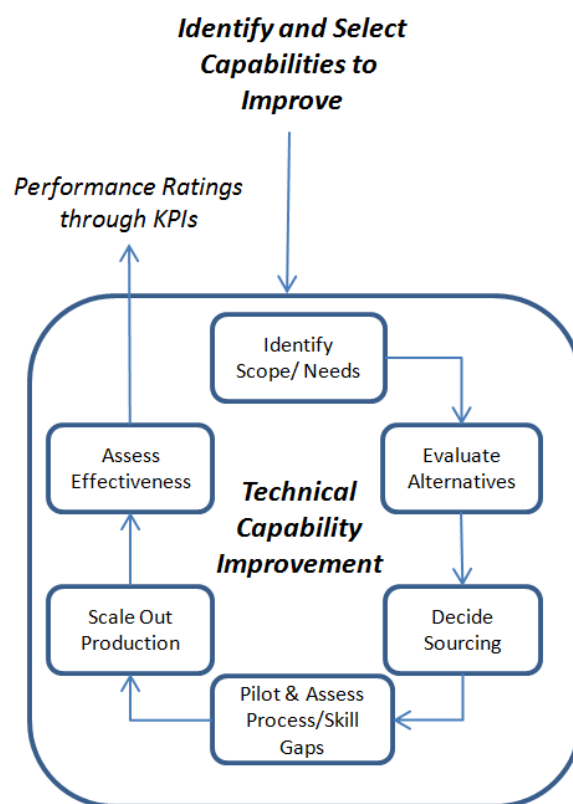 Identify and Select
Capabilities to
Improve
Performance Ratings
through KPIs
Identify
Scope/ Needs
Assess
Effectiveness
Evaluate
Alternatives
Technical
Capability
Improvement
Scale Out
Production
Decide
Sourcing
Pilot & Assess
Process/Skill
Gaps